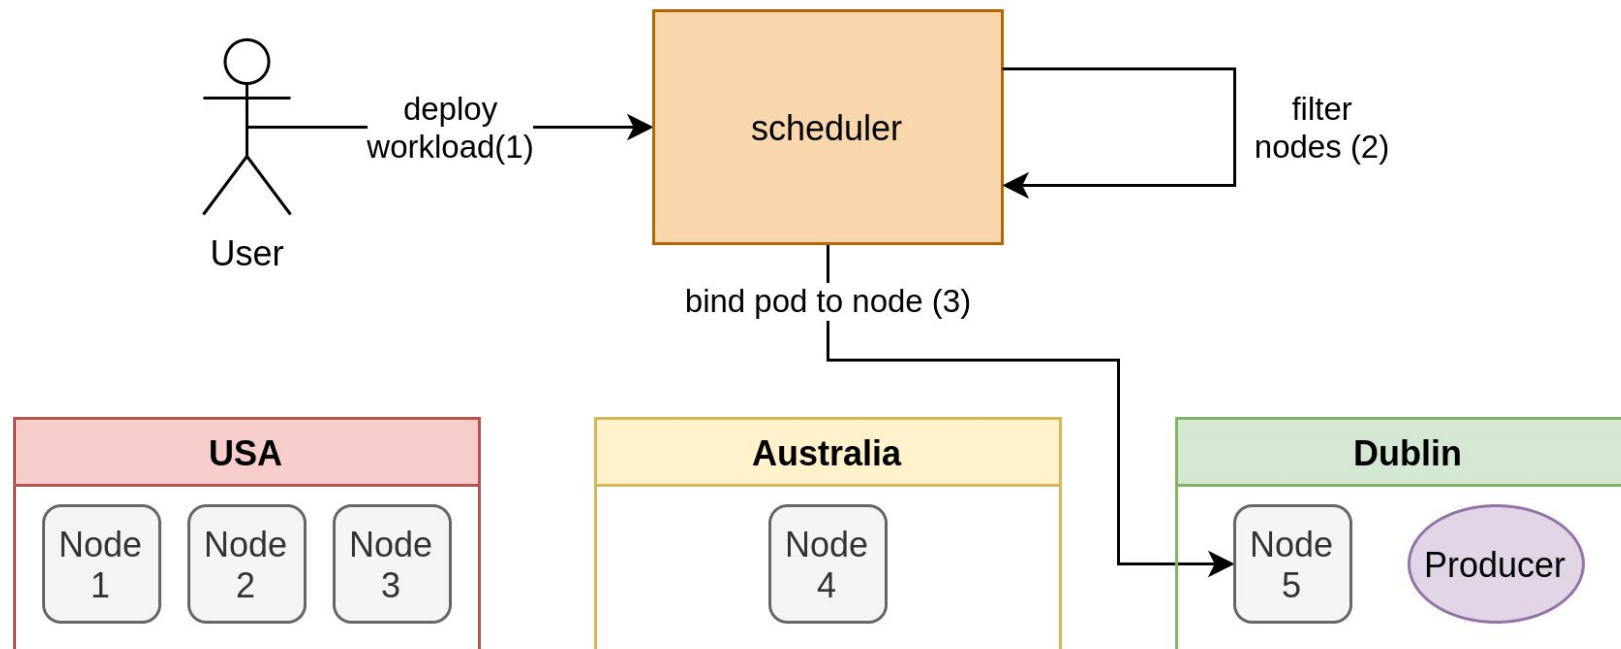 deploy
workload(1)
scheduler
filter
nodes (2)
User
bind pod to node (3)
USA
Australia
Dublin
Node
1
Node
2
Node
3
Node
4
Node
5
Producer